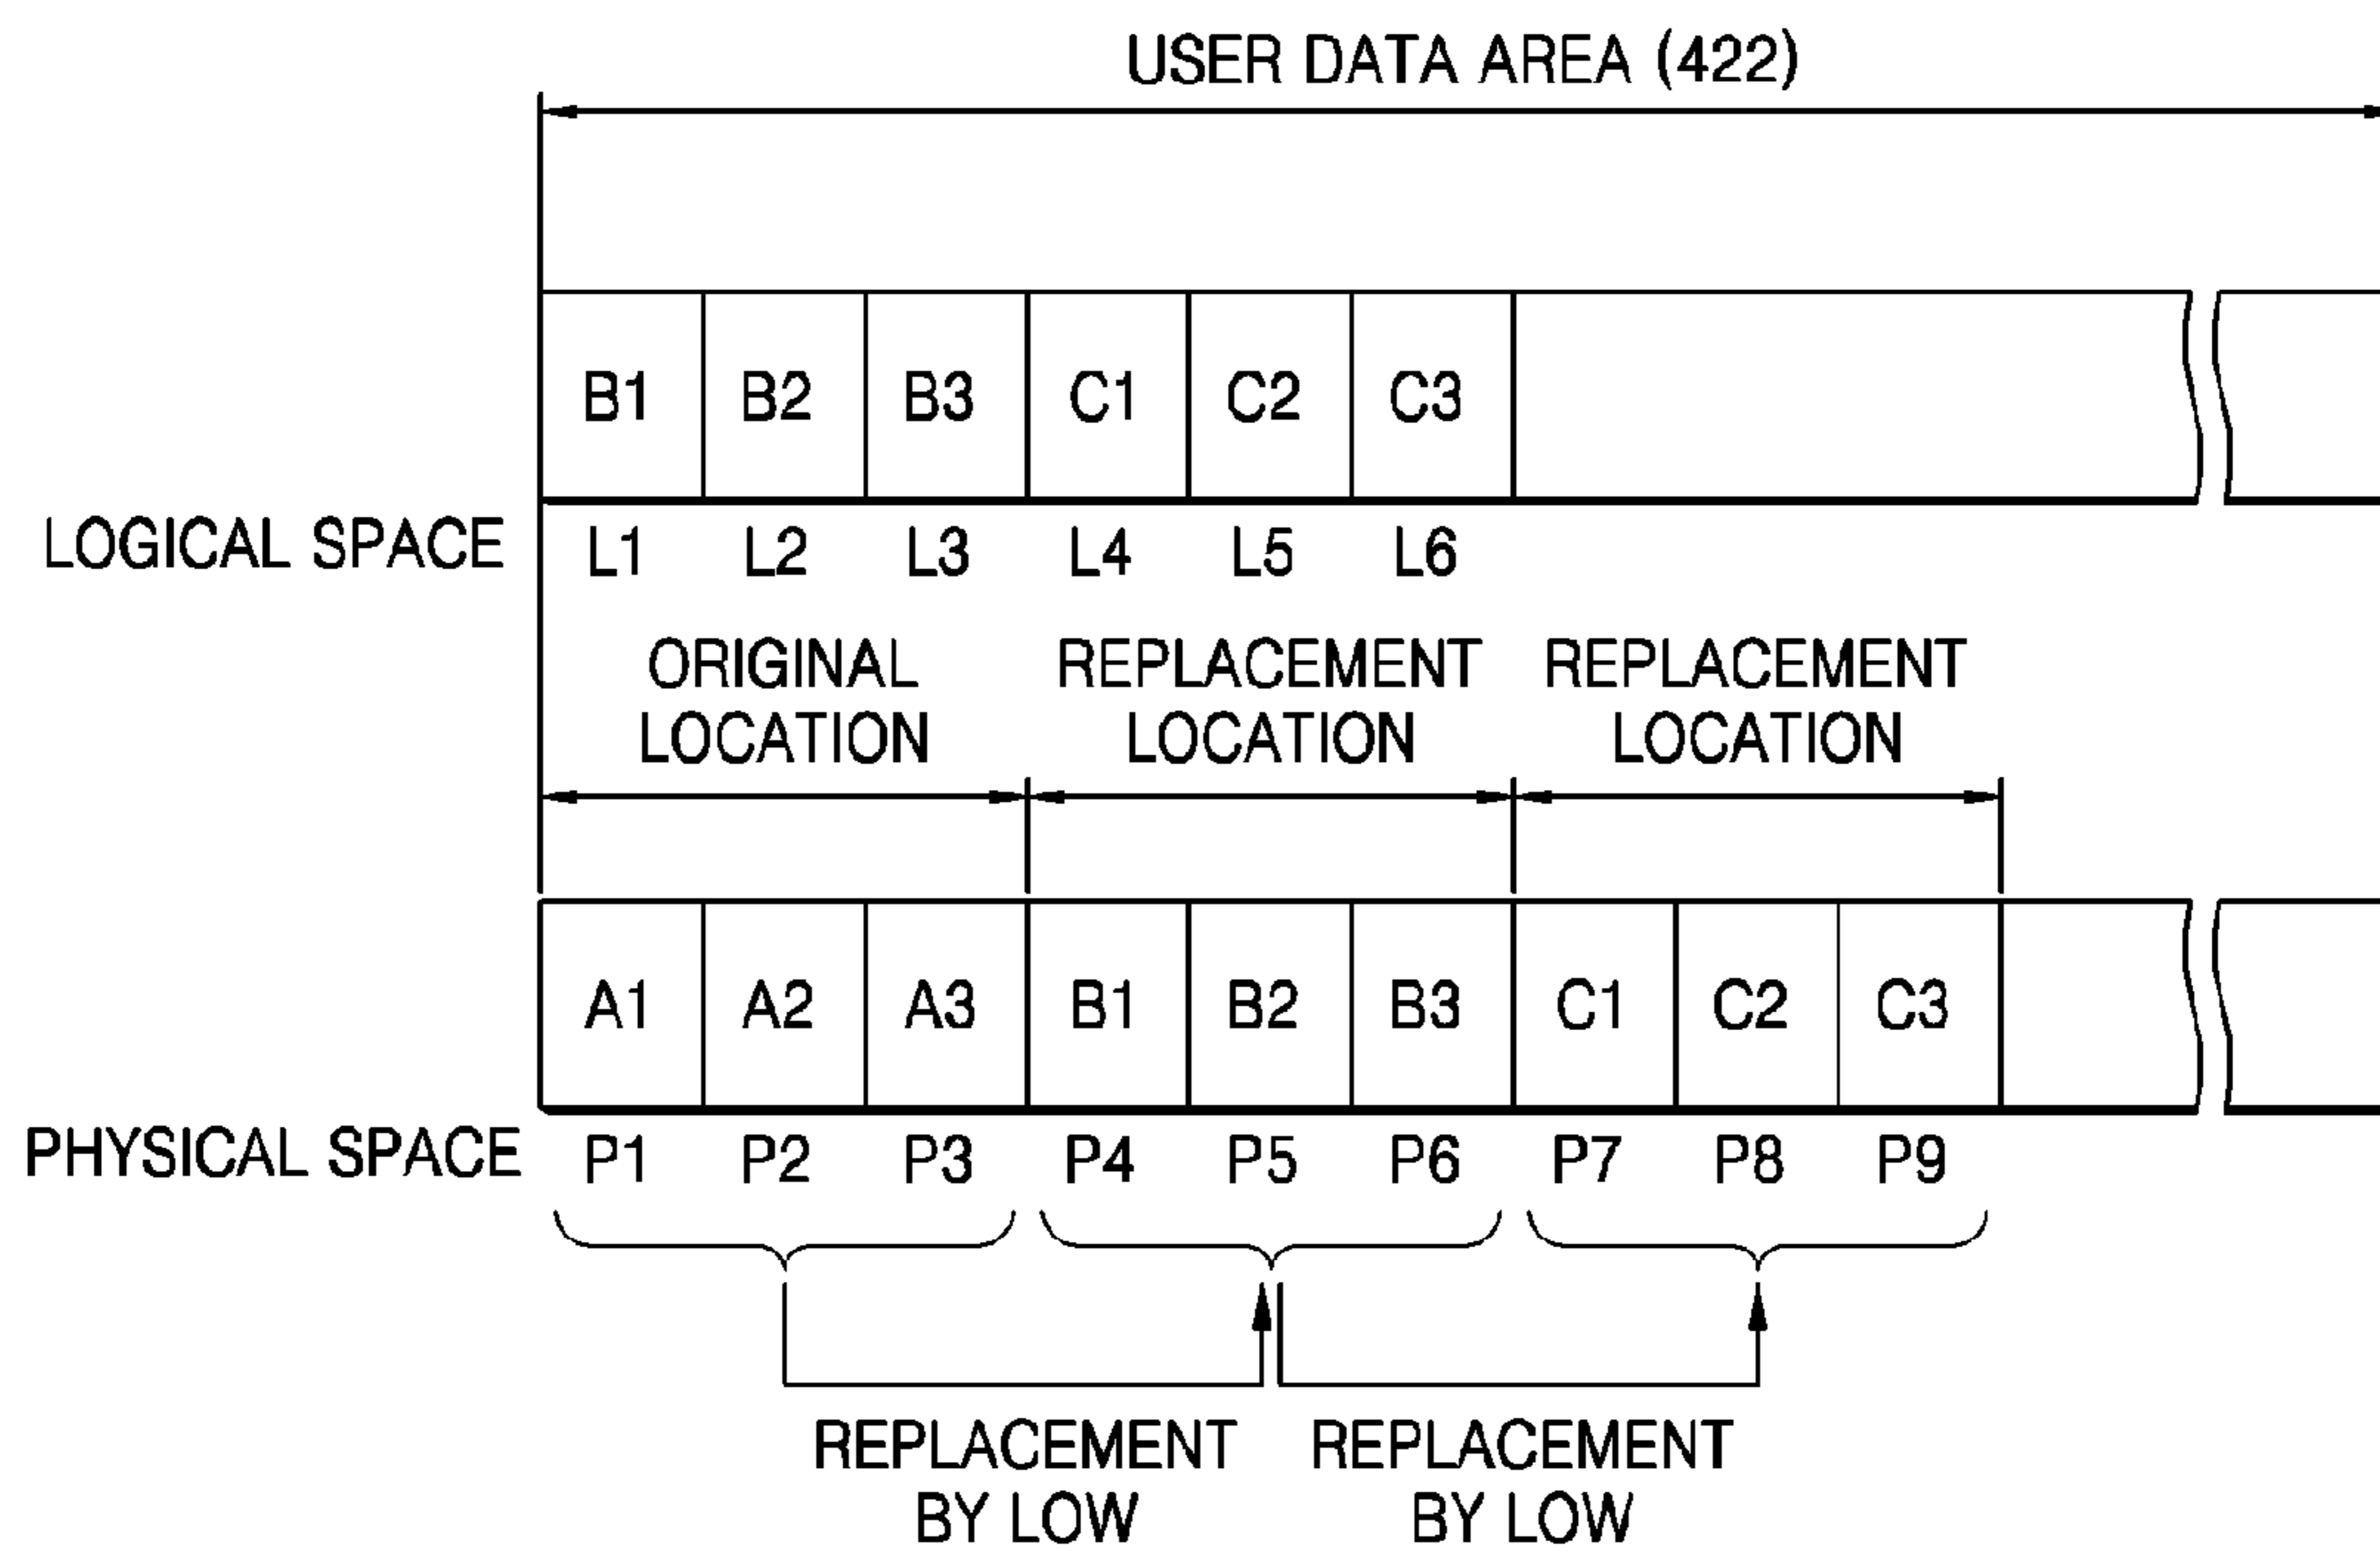 USER DATA AREA (422)
B1 B2 B3 C1 C2 C3
LOGICAL SPACE L1 L2 L3 L4 L5 L6
ORIGINAL LOCATION
REPLACEMENT LOCATION
REPLACEMENT LOCATION
A1 A2 A3 B1 B2 B3 C1 C2 C3
PHYSICAL SPACE P1 P2 P3 P4 P5 P6 P7 P8 P9
REPLACEMENT BY LOW
REPLACEMENT BY LOW